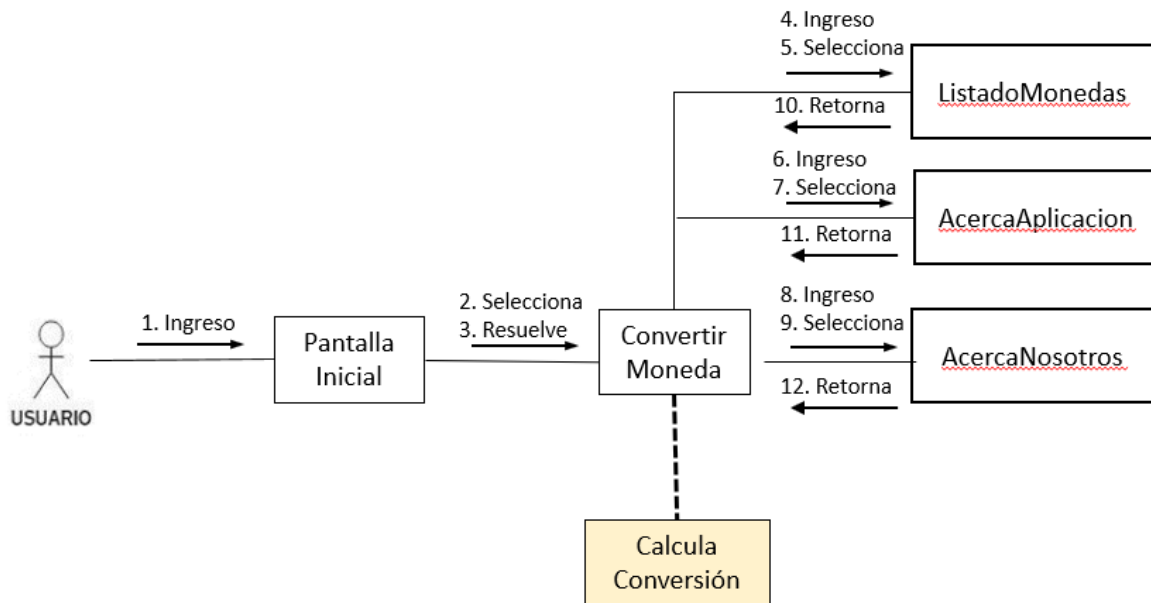 4. Ingreso
5. Selecciona
ListadoMonedas
10. Retorna
6. Ingreso
7. Selecciona
AcercaAplicacion
11. Retorna
8. Ingreso
9. Selecciona
AcercaNosotros
12. Retorna
1. Ingreso
2. Selecciona
3. Resuelve
Pantalla
Inicial
Convertir
Moneda
USUARIO
Calcula
Conversión